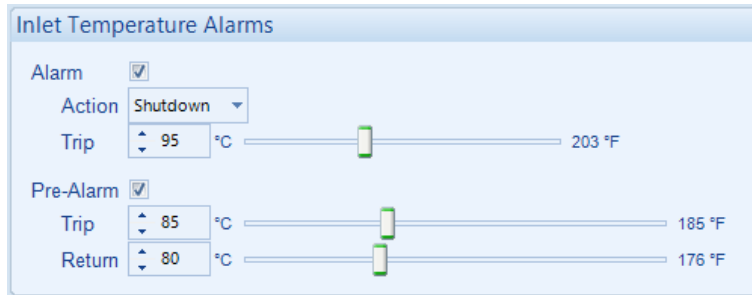 Inlet Temperature Alarms
Alarm
Action Shutdown
Trip 95 °C 203 °F
Pre-Alarm
Trip 85 °C 185 °F
Return 80 °C 176 °F